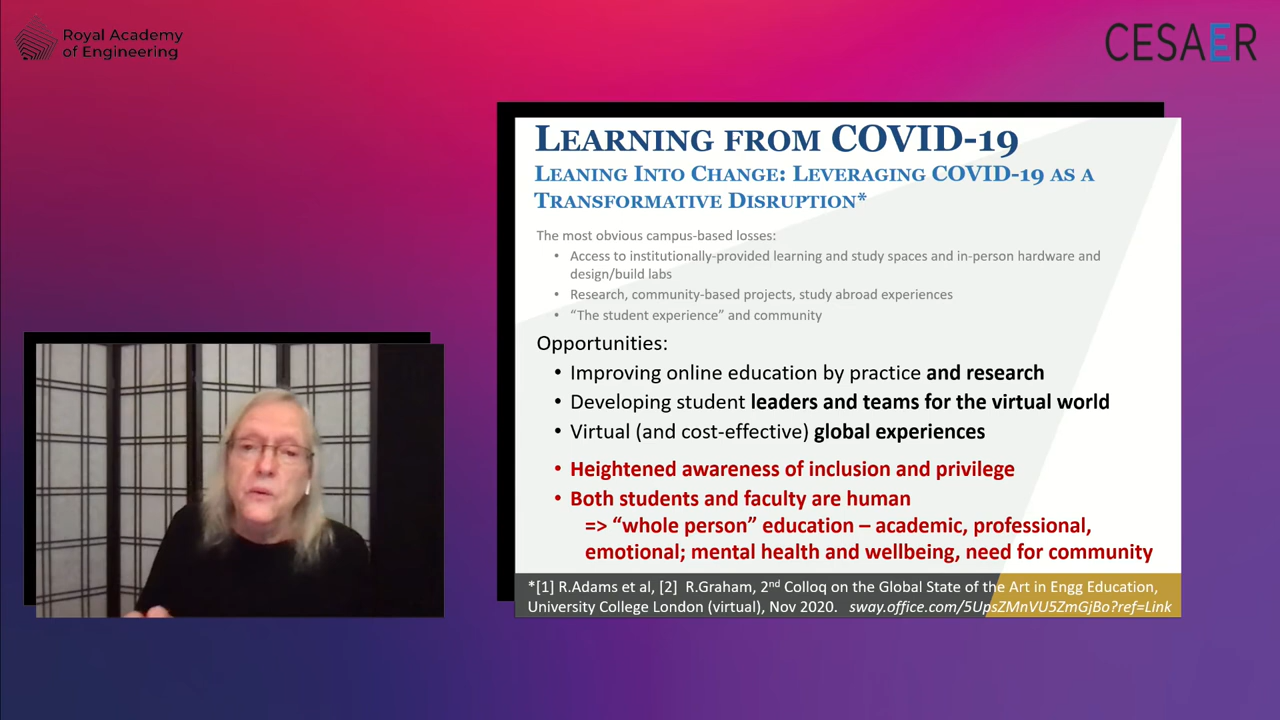 Royal Academy
of Engineering
CESAER
LEARNING FROM COVID-19
LEANING INTO CHANGE: LEVERAGING COVID-19 AS A
TRANSFORMATIVE DISRUPTION*
The most obvious campus-based losses:
• Access to institutionally-provided learning and study spaces and in-person hardware and
design/build labs
• Research, community-based projects, study abroad experiences
• “The student experience” and community
Opportunities:
• Improving online education by practice and research
• Developing student leaders and teams for the virtual world
• Virtual (and cost-effective) global experiences
• Heightened awareness of inclusion and privilege
• Both students and faculty are human
=> “whole person” education – academic, professional,
emotional; mental health and wellbeing, need for community
*[1] R.Adams et al, [2] R.Graham, 2nd Colloq on the Global State of the Art in Engg Education,
University College London (virtual), Nov 2020. sway.office.com/5UpsZMnVU5ZmGjBo?ref=Link